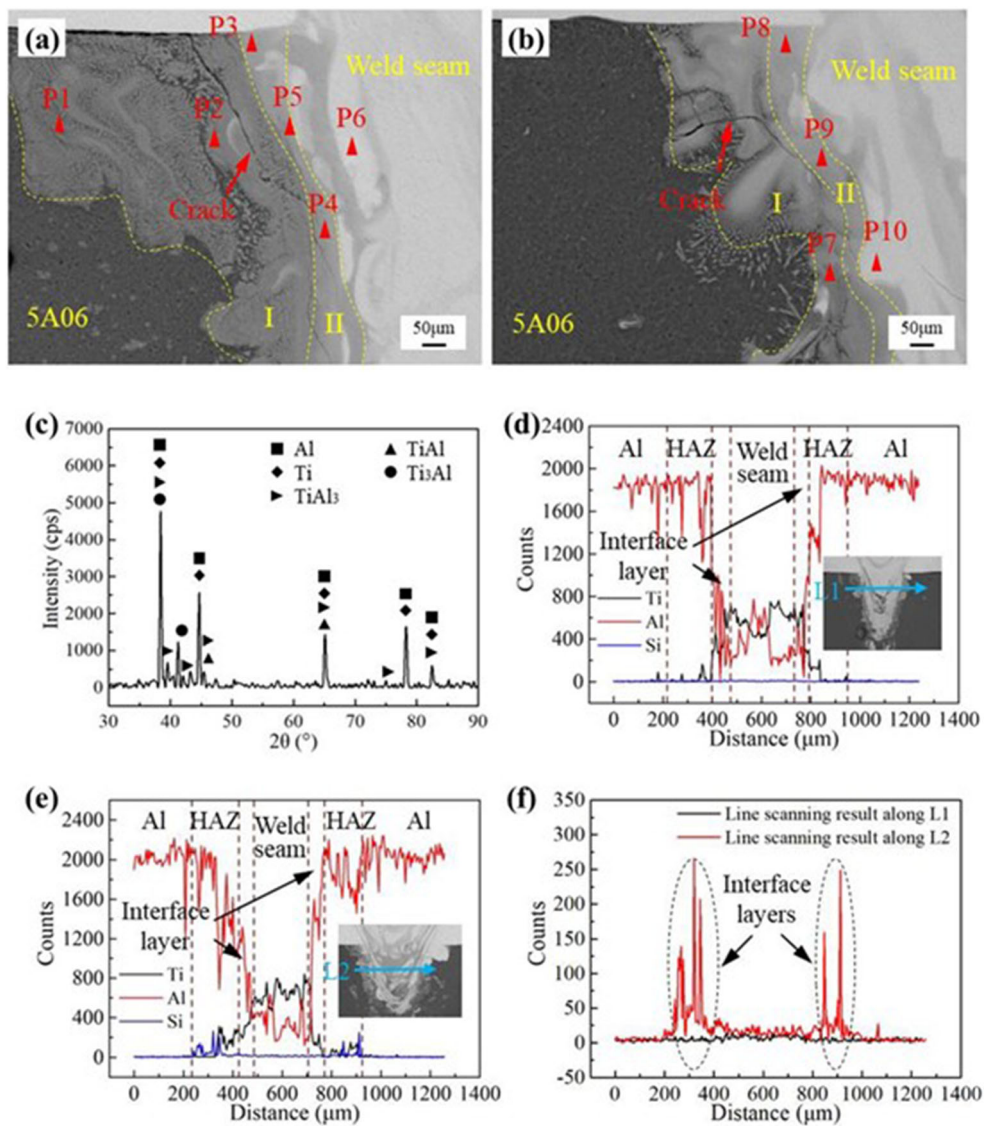 (a)
P3
Weld seam
P1
P2
P5
P6
Crack
P4
5A06
I
II
50μm
(b)
P8
Weld seam
P9
Crack
I
II
P7
P10
5A06
50μm
(c)
7000
6000
5000
4000
3000
2000
1000
0
Intensity (cps)
Al
Ti
TiAl3
TiAl
Ti3Al
30 40 50 60 70 80 90
2θ (°)
(d)
2400
2000
1600
1200
800
400
0
Counts
Al HAZ Weld HAZ Al
seam
Interface
layer
Ti
Al
Si
L1
0 200 400 600 800 1000 1200 1400
Distance (μm)
(e)
2400
2000
1600
1200
800
400
0
Counts
Al HAZ Weld HAZ Al
seam
Interface
layer
Ti
Al
Si
L2
0 200 400 600 800 1000 1200 1400
Distance (μm)
(f)
350
300
250
200
150
100
50
0
-50
Counts
Line scanning result along L1
Line scanning result along L2
Interface
layers
0 200 400 600 800 1000 1200 1400
Distance (μm)